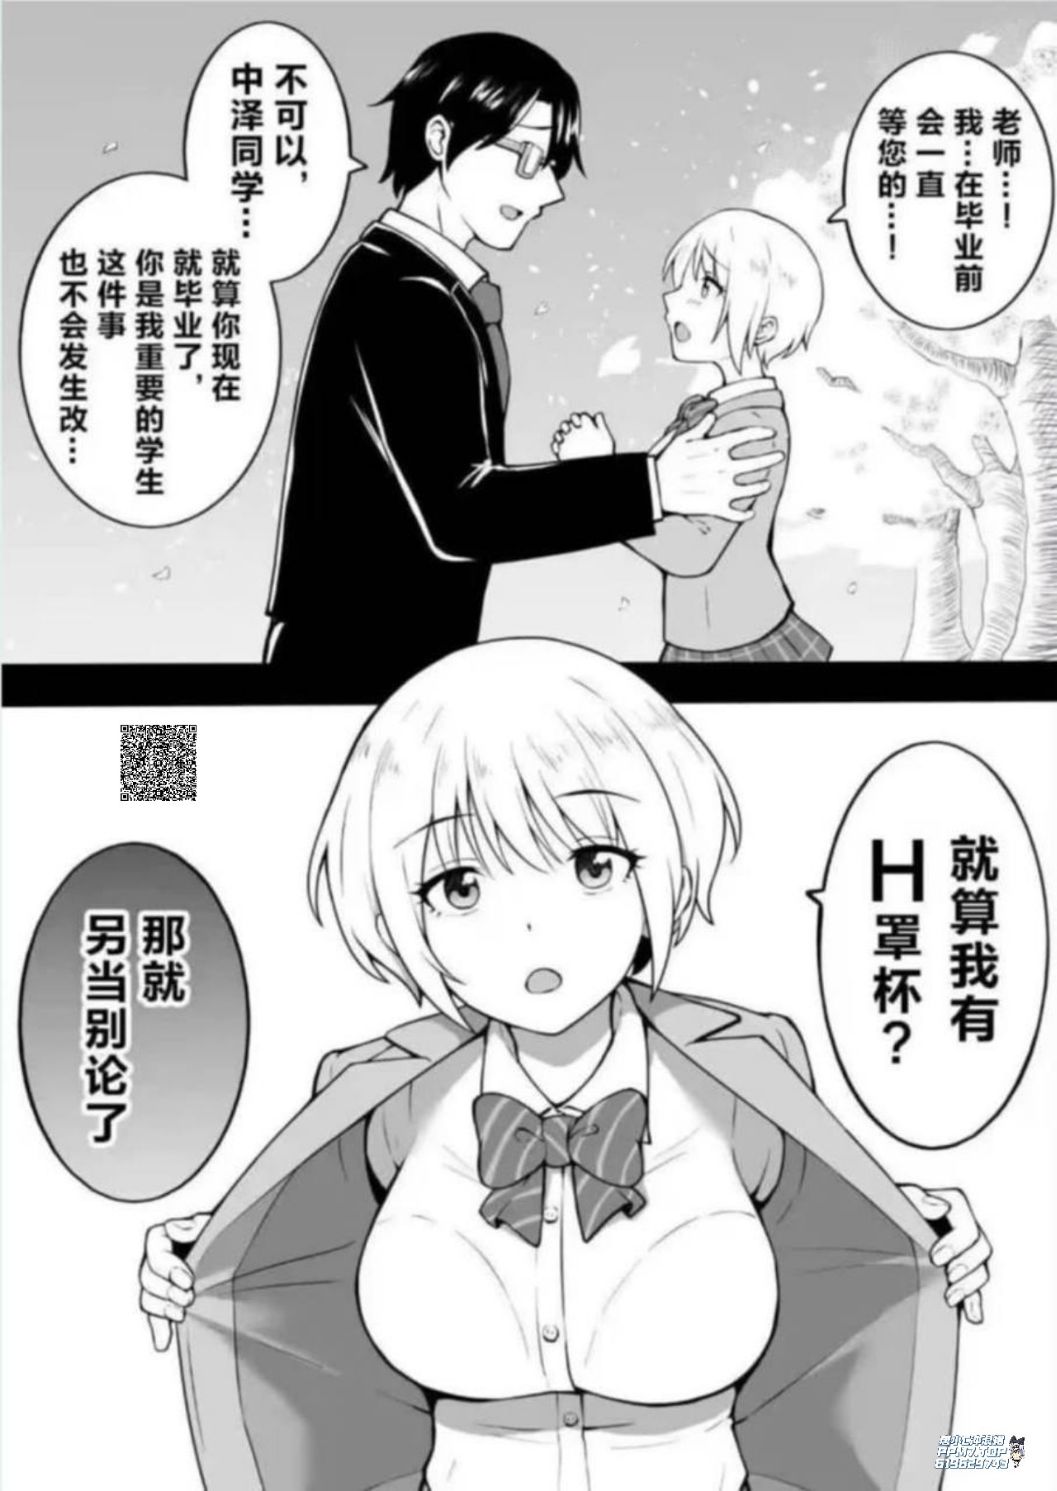 老师…！
我…在毕业前
会一直
等您的…！
不可以，
中泽同学…
就算你现在
就毕业了，
你是我重要的学生
这件事
也不会发生改…
就算我有
H罩杯？
那就
另当别论了
PPM7.TOP
619629743